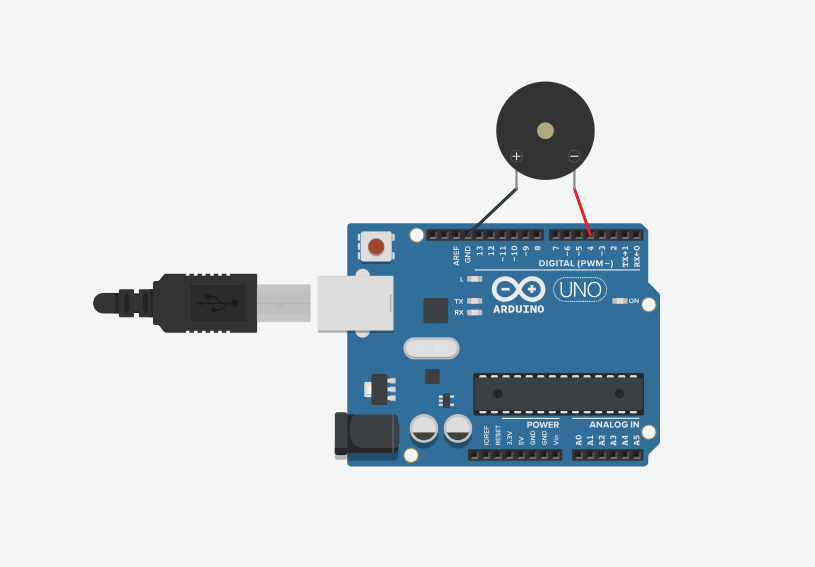 + −
AREF
GND
13
12
~11
~10
~9
8
7
~6
~5
4
~3
2
TX→1
RX←0
DIGITAL (PWM~)
L
TX
RX
ARDUINO
UNO
ON
POWER
ANALOG IN
IOREF
RESET
3.3V
5V
GND
GND
Vin
A0
A1
A2
A3
A4
A5